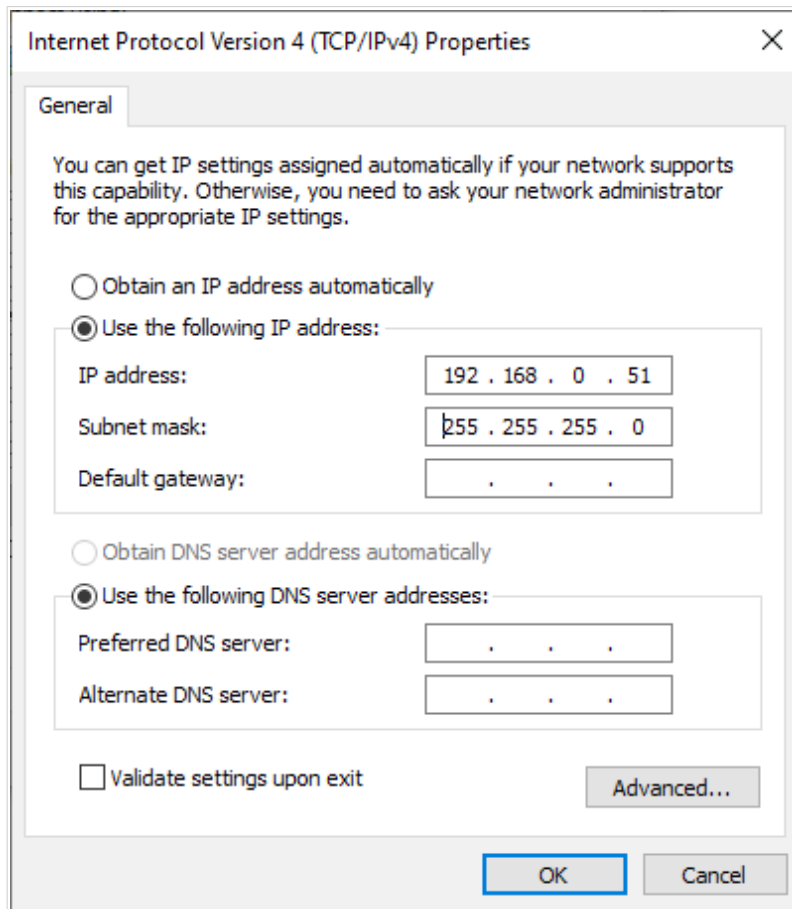 Internet Protocol Version 4 (TCP/IPv4) Properties
General
You can get IP settings assigned automatically if your network supports
this capability. Otherwise, you need to ask your network administrator
for the appropriate IP settings.
Obtain an IP address automatically
Use the following IP address:
IP address: 192 . 168 . 0 . 51
Subnet mask: 255 . 255 . 255 . 0
Default gateway: . . .
Obtain DNS server address automatically
Use the following DNS server addresses:
Preferred DNS server: . . .
Alternate DNS server: . . .
Validate settings upon exit
Advanced...
OK Cancel